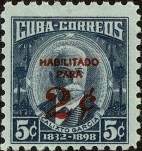 CUBA-CORREOS
HABILITADO
PARA
2¢
CALIXTO GARCIA
5¢ 1832-1898 5¢